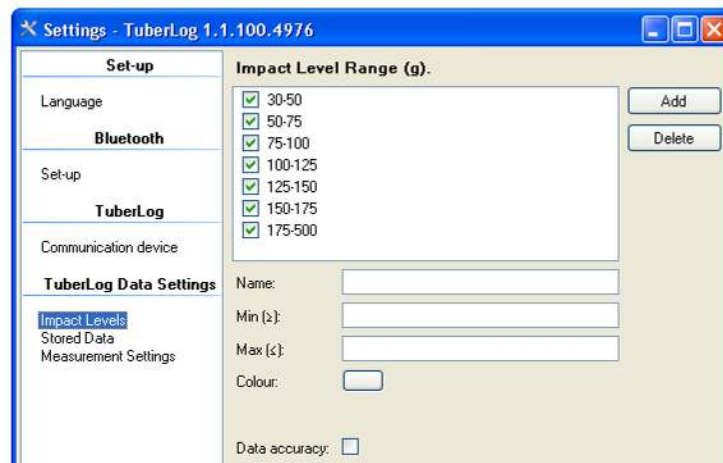 Settings - TuberLog 1.1.100.4976
Set-up
Language
Bluetooth
Set-up
TuberLog
Communication device
TuberLog Data Settings
Impact Levels
Stored Data
Measurement Settings
Impact Level Range (g).
30-50
50-75
75-100
100-125
125-150
150-175
175-500
Add
Delete
Name:
Min (≥):
Max (≤):
Colour:
Data accuracy: